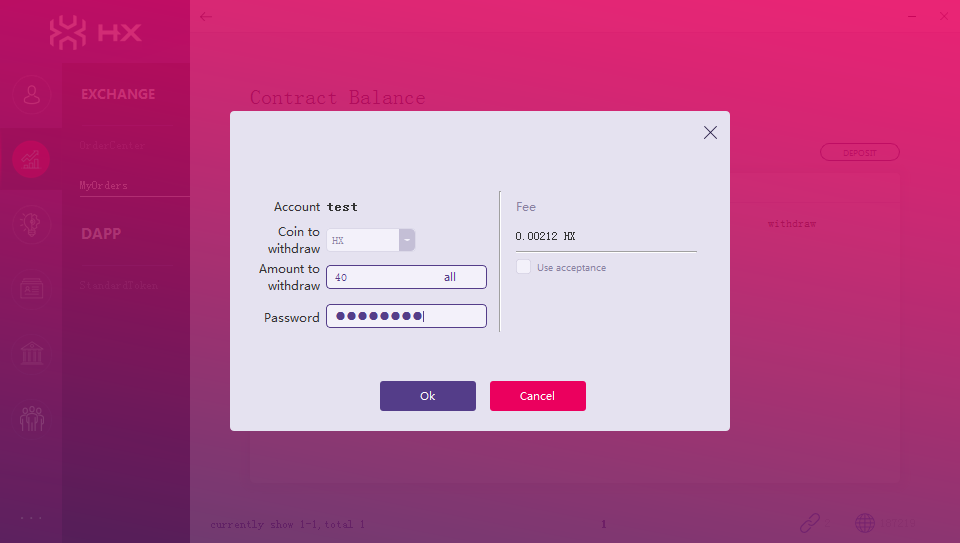 HX
EXCHANGE
OrderCenter
MyOrders
DAPP
StandardToken
Contract Balance
DEPOSIT
withdraw
Account test
Coin to withdraw HX
Amount to withdraw 40 all
Password ●●●●●●●●
Fee
0.00212 HX
Use acceptance
Ok
Cancel
currently show 1-1,total 1
1